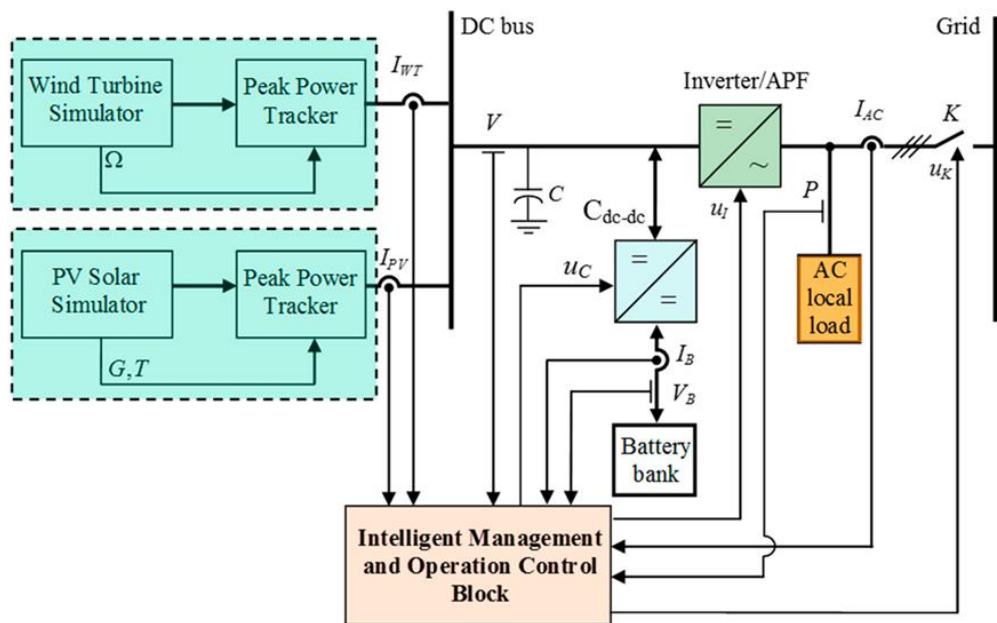 DC bus
Grid
Wind Turbine
Simulator
Peak Power
Tracker
Ω
I_WT
V
C
Inverter/APF
=
~
I_AC
K
u_K
P
u_I
C_dc-dc
PV Solar
Simulator
Peak Power
Tracker
G,T
I_PV
u_C
=
=
AC
local
load
I_B
V_B
Battery
bank
Intelligent Management
and Operation Control
Block